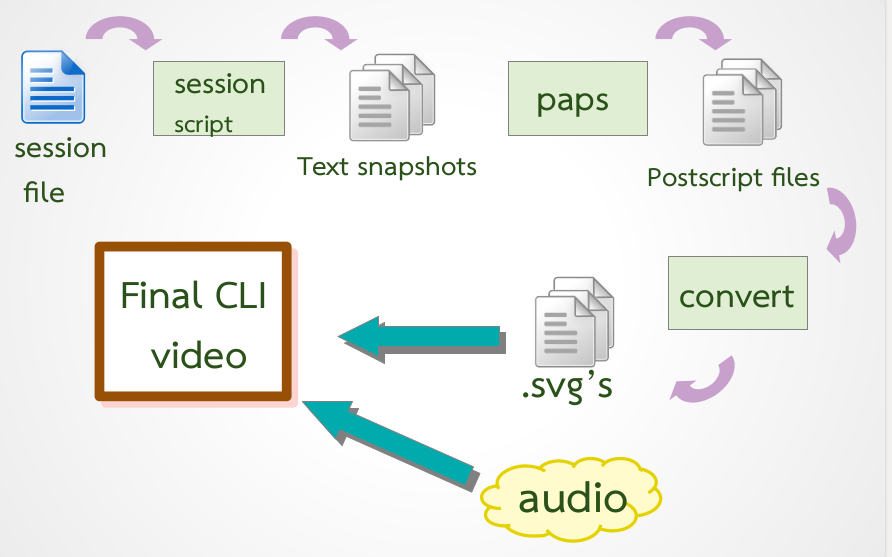 session
file
session
script
Text snapshots
paps
Postscript files
convert
.svg's
Final CLI
video
audio